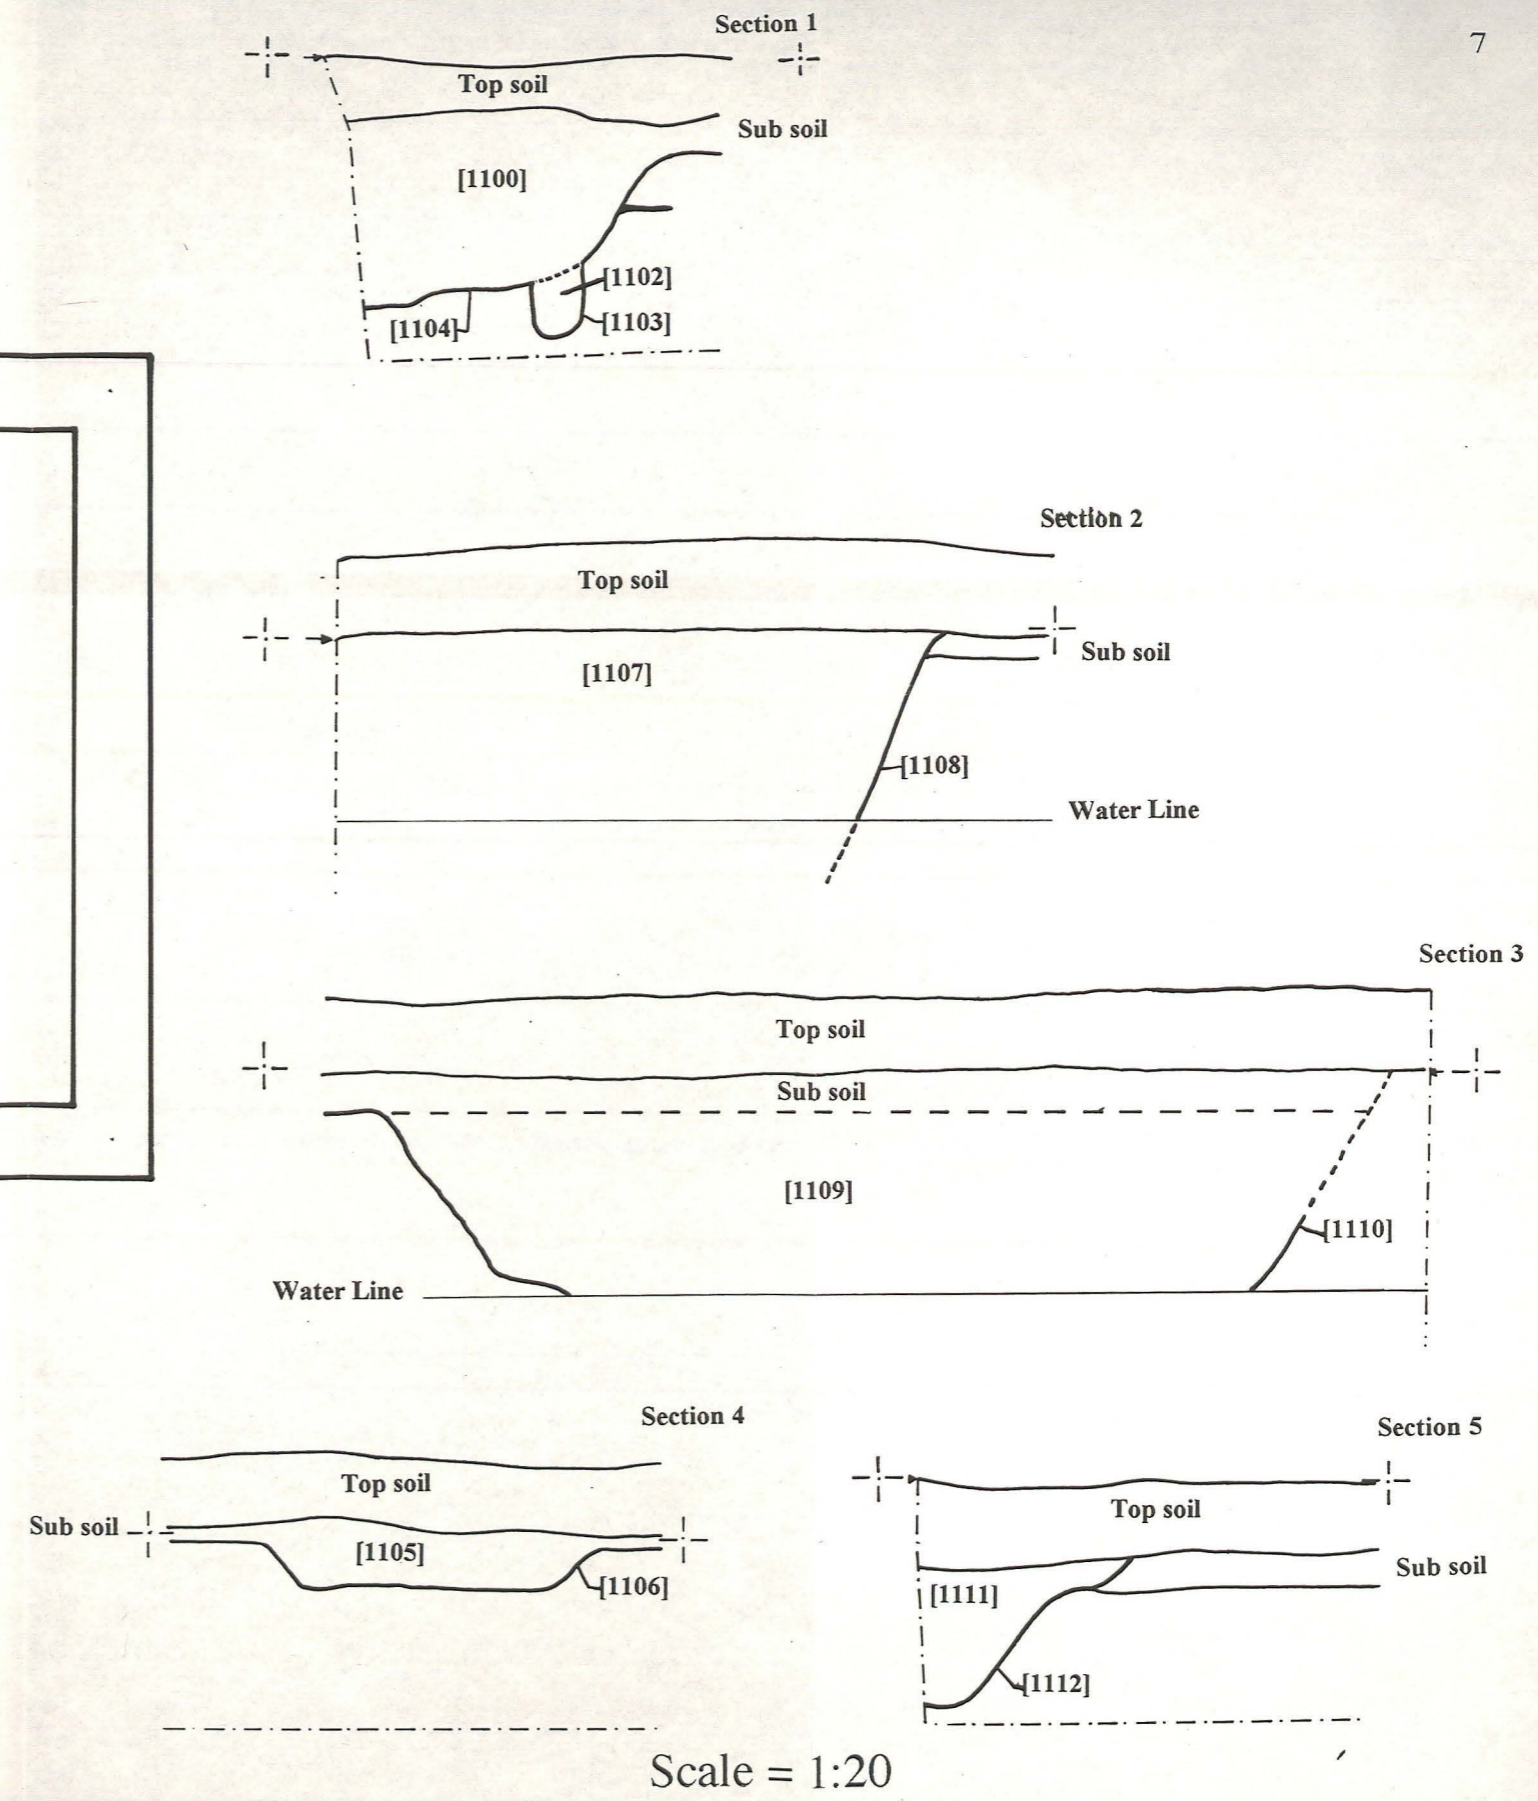 Section 1
7
Top soil
Sub soil
[1100]
[1102]
[1104]
[1103]
Section 2
Top soil
Sub soil
[1107]
[1108]
Water Line
Section 3
Top soil
Sub soil
[1109]
[1110]
Water Line
Section 4
Top soil
Sub soil
[1105]
[1106]
Section 5
Top soil
Sub soil
[1111]
[1112]
Scale = 1:20